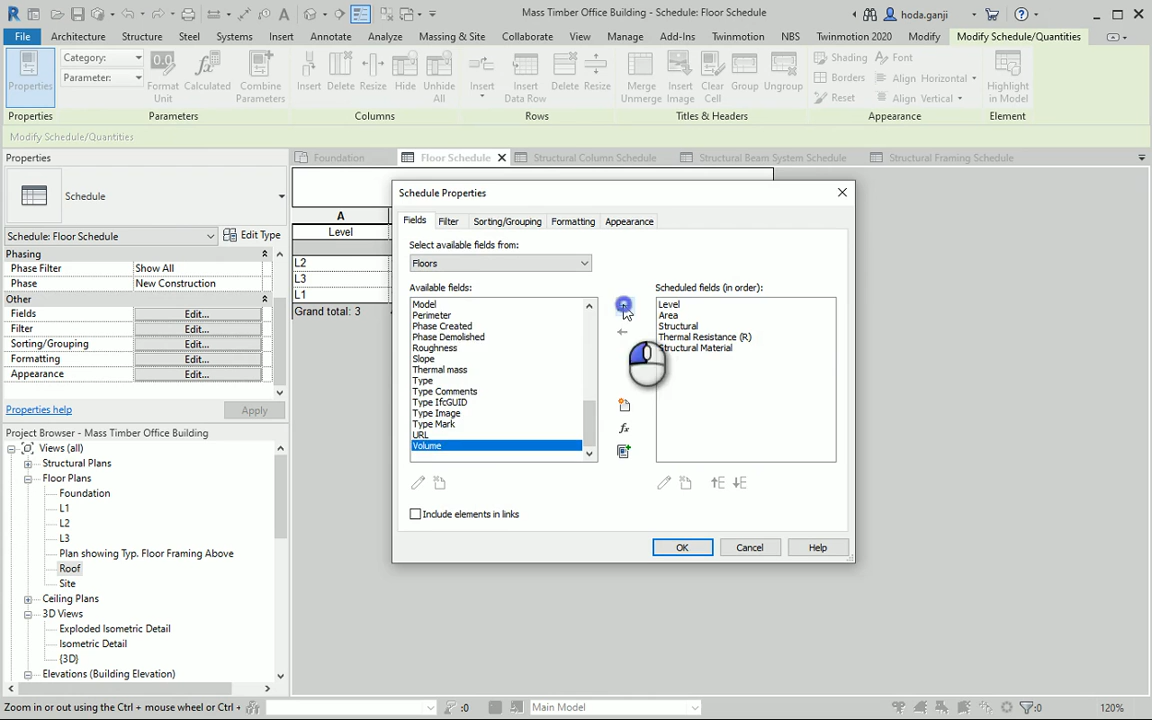 Mass Timber Office Building - Schedule: Floor Schedule
hoda.ganji
File Architecture Structure Steel Systems Insert Annotate Analyze Massing & Site Collaborate View Manage Add-Ins Twinmotion NBS Twinmotion 2020 Modify Modify Schedule/Quantities
Properties
Category:
Parameter:
Format Unit
Calculated
Combine Parameters
Insert Delete Resize Hide Unhide All
Insert
Insert Data Row
Delete Resize
Merge Unmerge
Insert Image
Clear Cell
Group Ungroup
Shading
Borders
Reset
Font
Align Horizontal
Align Vertical
Highlight in Model
Properties Parameters Columns Rows Titles & Headers Appearance Element
Modify Schedule/Quantities
Properties
Foundation
Floor Schedule
Structural Column Schedule
Structural Beam System Schedule
Structural Framing Schedule
Schedule
Schedule: Floor Schedule
Edit Type
Phasing
Phase Filter Show All
Phase New Construction
Other
Fields Edit...
Filter Edit...
Sorting/Grouping Edit...
Formatting Edit...
Appearance Edit...
Properties help
Apply
A
Level
L2
L3
L1
Grand total: 3
Schedule Properties
Fields Filter Sorting/Grouping Formatting Appearance
Select available fields from:
Floors
Available fields:
Model
Perimeter
Phase Created
Phase Demolished
Roughness
Slope
Thermal mass
Type
Type Comments
Type IfcGUID
Type Image
Type Mark
URL
Volume
fx
Scheduled fields (in order):
Level
Area
Structural
Thermal Resistance (R)
Structural Material
Include elements in links
OK Cancel Help
Project Browser - Mass Timber Office Building
Views (all)
Structural Plans
Floor Plans
Foundation
L1
L2
L3
Plan showing Typ. Floor Framing Above
Roof
Site
Ceiling Plans
3D Views
Exploded Isometric Detail
Isometric Detail
{3D}
Elevations (Building Elevation)
Zoom in or out using the Ctrl + mouse wheel or Ctrl +
:0
Main Model
:0
120%